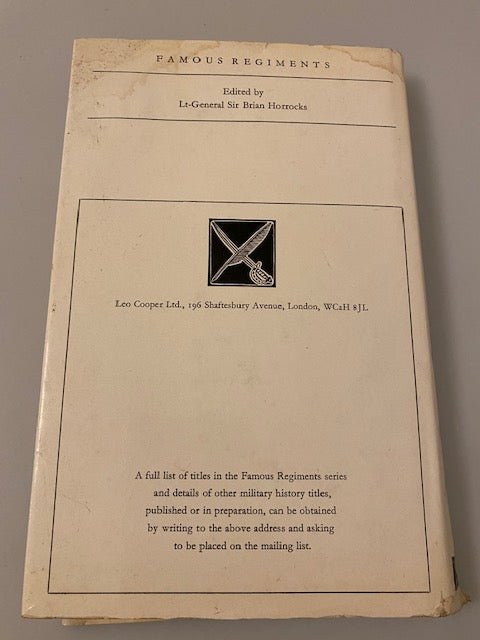 FAMOUS REGIMENTS
Edited by
Lt-General Sir Brian Horrocks
Leo Cooper Ltd., 196 Shaftesbury Avenue, London, WC2H 8JL
A full list of titles in the Famous Regiments series
and details of other military history titles,
published or in preparation, can be obtained
by writing to the above address and asking
to be placed on the mailing list.